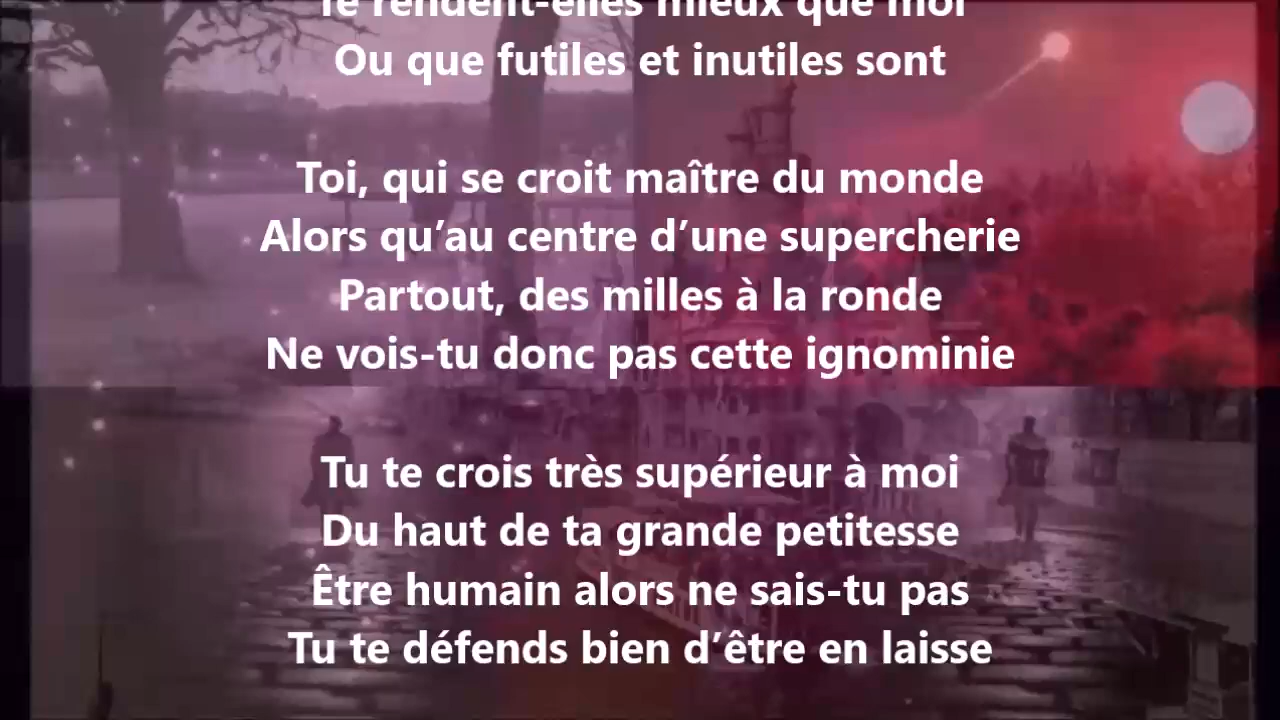 Te rendent-elles mieux que moi
Ou que futiles et inutiles sont
Toi, qui se croit maître du monde
Alors qu’au centre d’une supercherie
Partout, des milles à la ronde
Ne vois-tu donc pas cette ignominie
Tu te crois très supérieur à moi
Du haut de ta grande petitesse
Être humain alors ne sais-tu pas
Tu te défends bien d’être en laisse